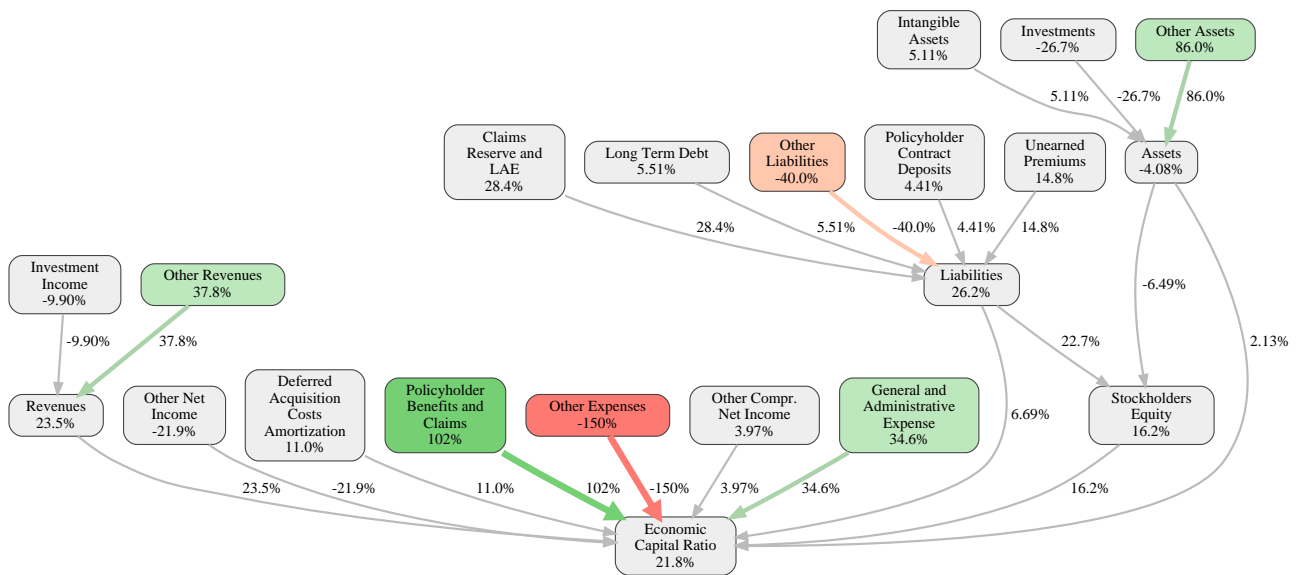 Intangible
Assets
5.11%
Investments
-26.7%
Other Assets
86.0%
5.11%
-26.7%
86.0%
Claims
Reserve and
LAE
28.4%
Long Term Debt
5.51%
Other
Liabilities
-40.0%
Policyholder
Contract
Deposits
4.41%
Unearned
Premiums
14.8%
Assets
-4.08%
28.4%
5.51%
-40.0%
4.41%
14.8%
Investment
Income
-9.90%
Other Revenues
37.8%
Liabilities
26.2%
-6.49%
-9.90%
37.8%
22.7%
2.13%
Revenues
23.5%
Other Net
Income
-21.9%
Deferred
Acquisition
Costs
Amortization
11.0%
Policyholder
Benefits and
Claims
102%
Other Expenses
-150%
Other Compr.
Net Income
3.97%
General and
Administrative
Expense
34.6%
6.69%
Stockholders
Equity
16.2%
23.5%
-21.9%
11.0%
102%
-150%
3.97%
34.6%
16.2%
Economic
Capital Ratio
21.8%